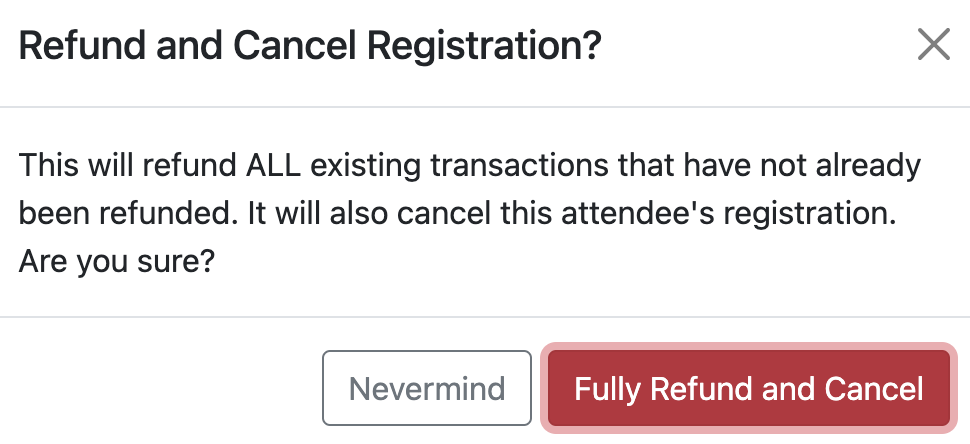 Refund and Cancel Registration?
This will refund ALL existing transactions that have not already
been refunded. It will also cancel this attendee's registration.
Are you sure?
Nevermind
Fully Refund and Cancel